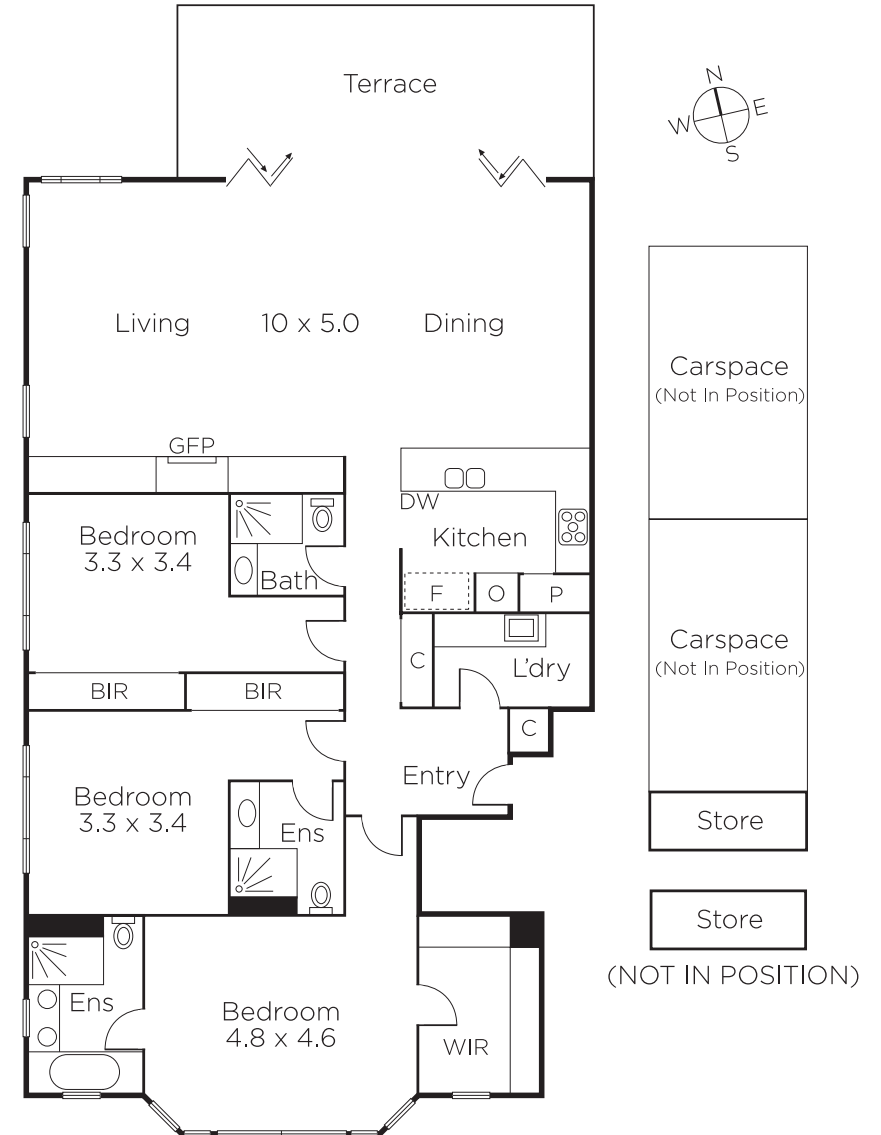 Terrace
N
W
E
S
Living
10 x 5.0
Dining
Carspace
(Not In Position)
GFP
DW
Bedroom
3.3 x 3.4
Kitchen
Bath
F
O
P
Carspace
(Not In Position)
C
L'dry
BIR
BIR
C
Entry
Bedroom
3.3 x 3.4
Ens
Store
Store
(NOT IN POSITION)
Ens
Bedroom
4.8 x 4.6
WIR